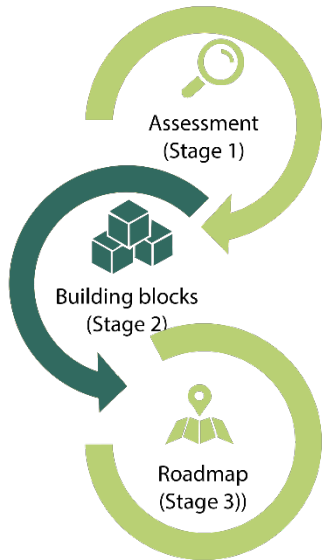 Assessment
(Stage 1)
Building blocks
(Stage 2)
Roadmap
(Stage 3))